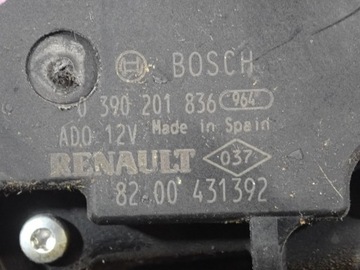 BOSCH
0 390 201 836 964
ADO 12V Made in Spain
RENAULT 037
82 00 431392